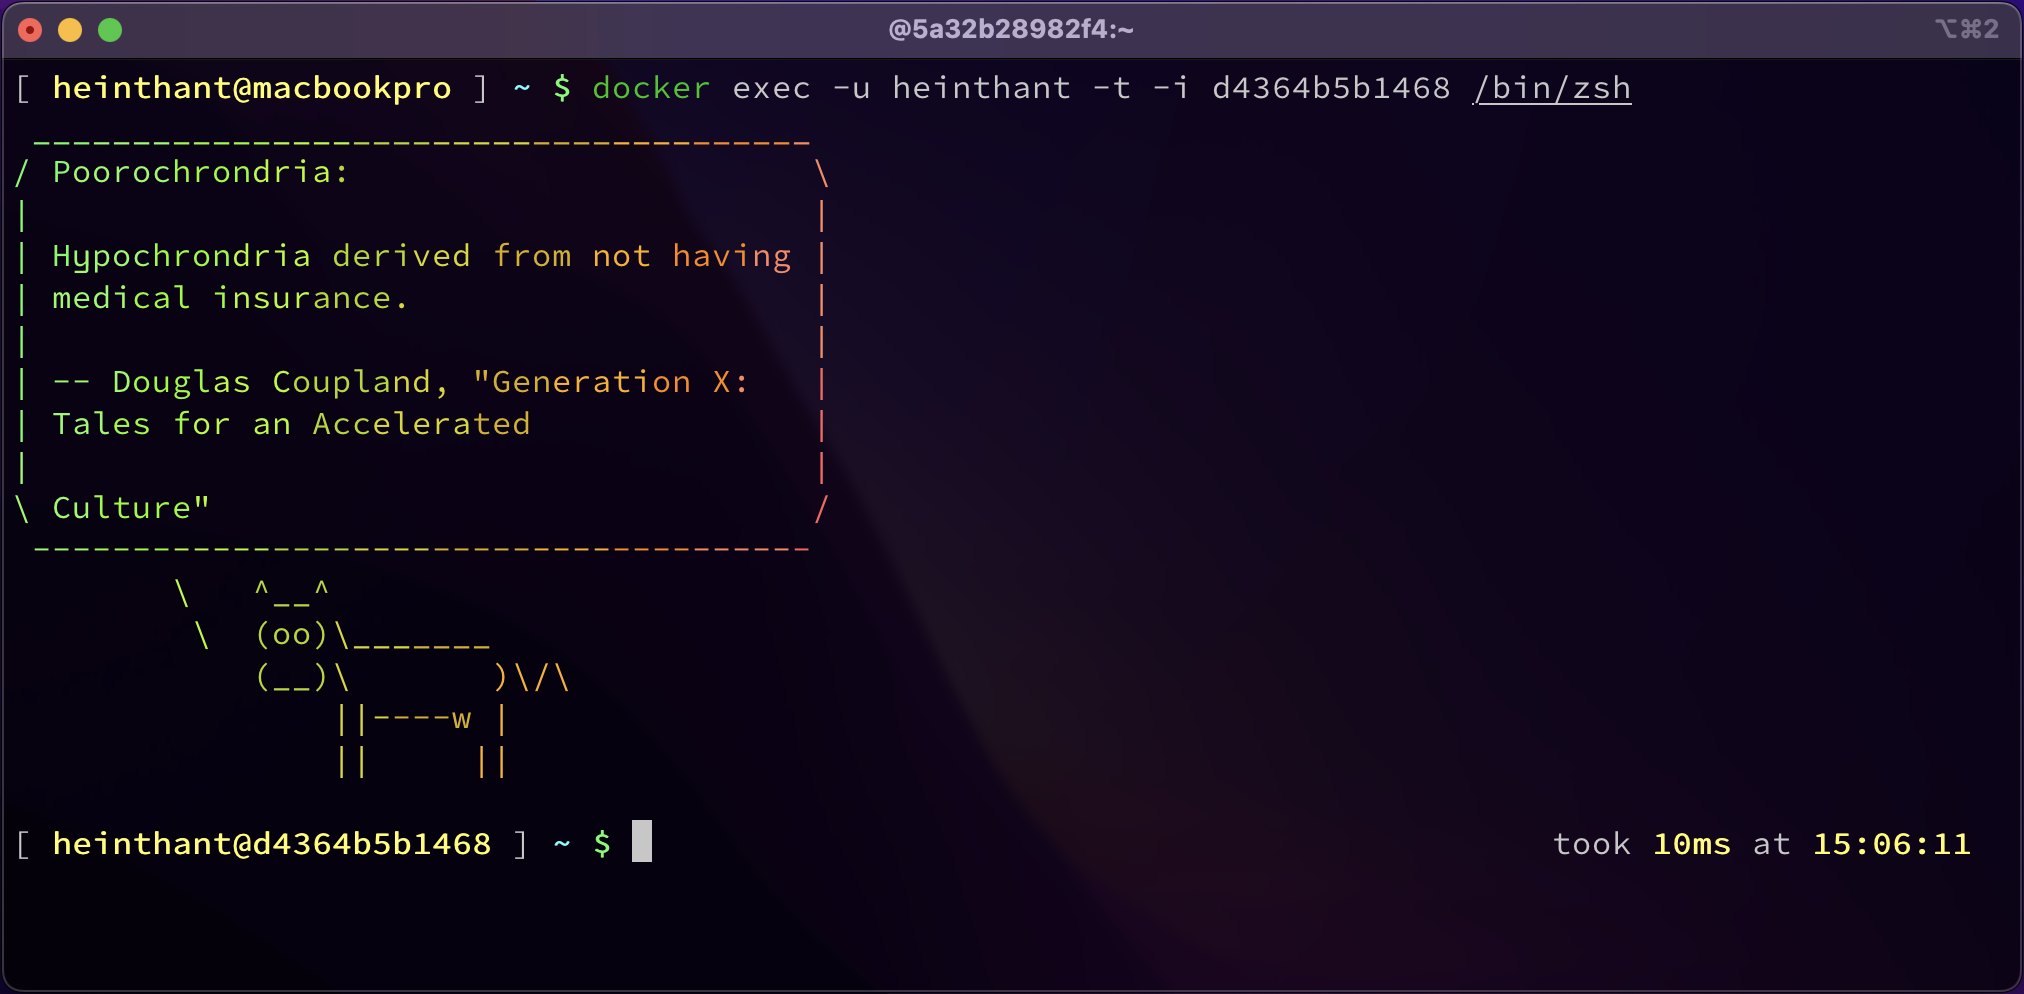 @5a32b28982f4:~
⌥⌘2
[ heinthant@macbookpro ] ~ $ docker exec -u heinthant -t -i d4364b5b1468 /bin/zsh
 _______________________________________
/ Poorochrondria:                       \
|                                       |
| Hypochrondria derived from not having |
| medical insurance.                    |
|                                       |
| -- Douglas Coupland, "Generation X:   |
| Tales for an Accelerated              |
|                                       |
\ Culture"                              /
 ---------------------------------------
        \   ^__^
         \  (oo)\_______
            (__)\       )\/\
                ||----w |
                ||     ||
[ heinthant@d4364b5b1468 ] ~ $ took 10ms at 15:06:11